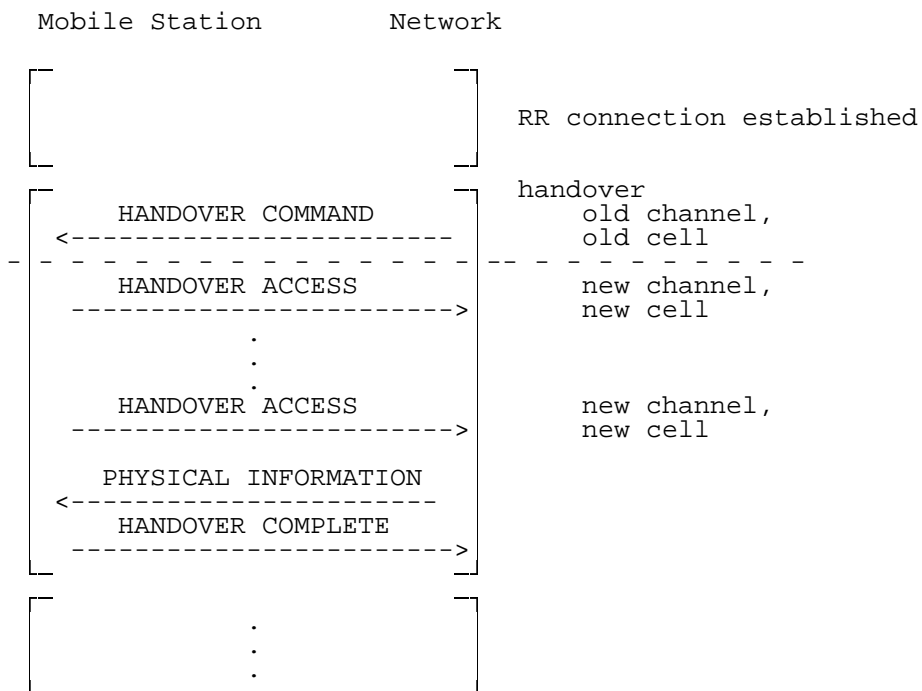 Mobile Station Network
RR connection established
handover
HANDOVER COMMAND old channel,
<------------------------ old cell
- - - - - - - - - - - - - - - -- - - - - - - - - -
HANDOVER ACCESS new channel,
------------------------> new cell
.
.
.
HANDOVER ACCESS new channel,
------------------------> new cell
PHYSICAL INFORMATION
<-----------------------
HANDOVER COMPLETE
------------------------>
.
.
.